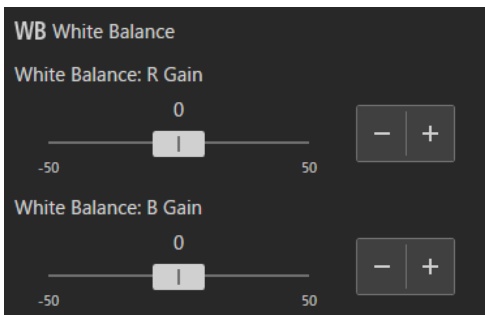 WB White Balance
White Balance: R Gain
0
− +
-50 50
White Balance: B Gain
0
− +
-50 50